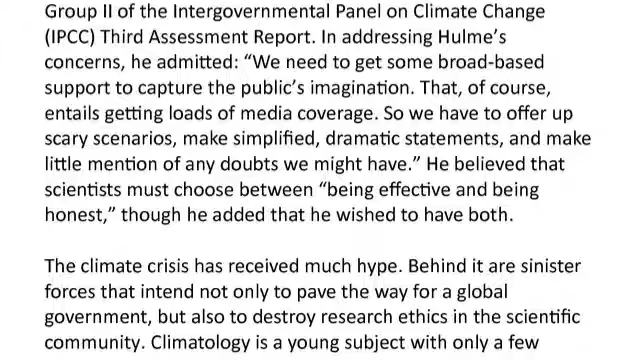 Group II of the Intergovernmental Panel on Climate Change
(IPCC) Third Assessment Report. In addressing Hulme’s
concerns, he admitted: “We need to get some broad-based
support to capture the public’s imagination. That, of course,
entails getting loads of media coverage. So we have to offer up
scary scenarios, make simplified, dramatic statements, and make
little mention of any doubts we might have.” He believed that
scientists must choose between “being effective and being
honest,” though he added that he wished to have both.
The climate crisis has received much hype. Behind it are sinister
forces that intend not only to pave the way for a global
government, but also to destroy research ethics in the scientific
community. Climatology is a young subject with only a few